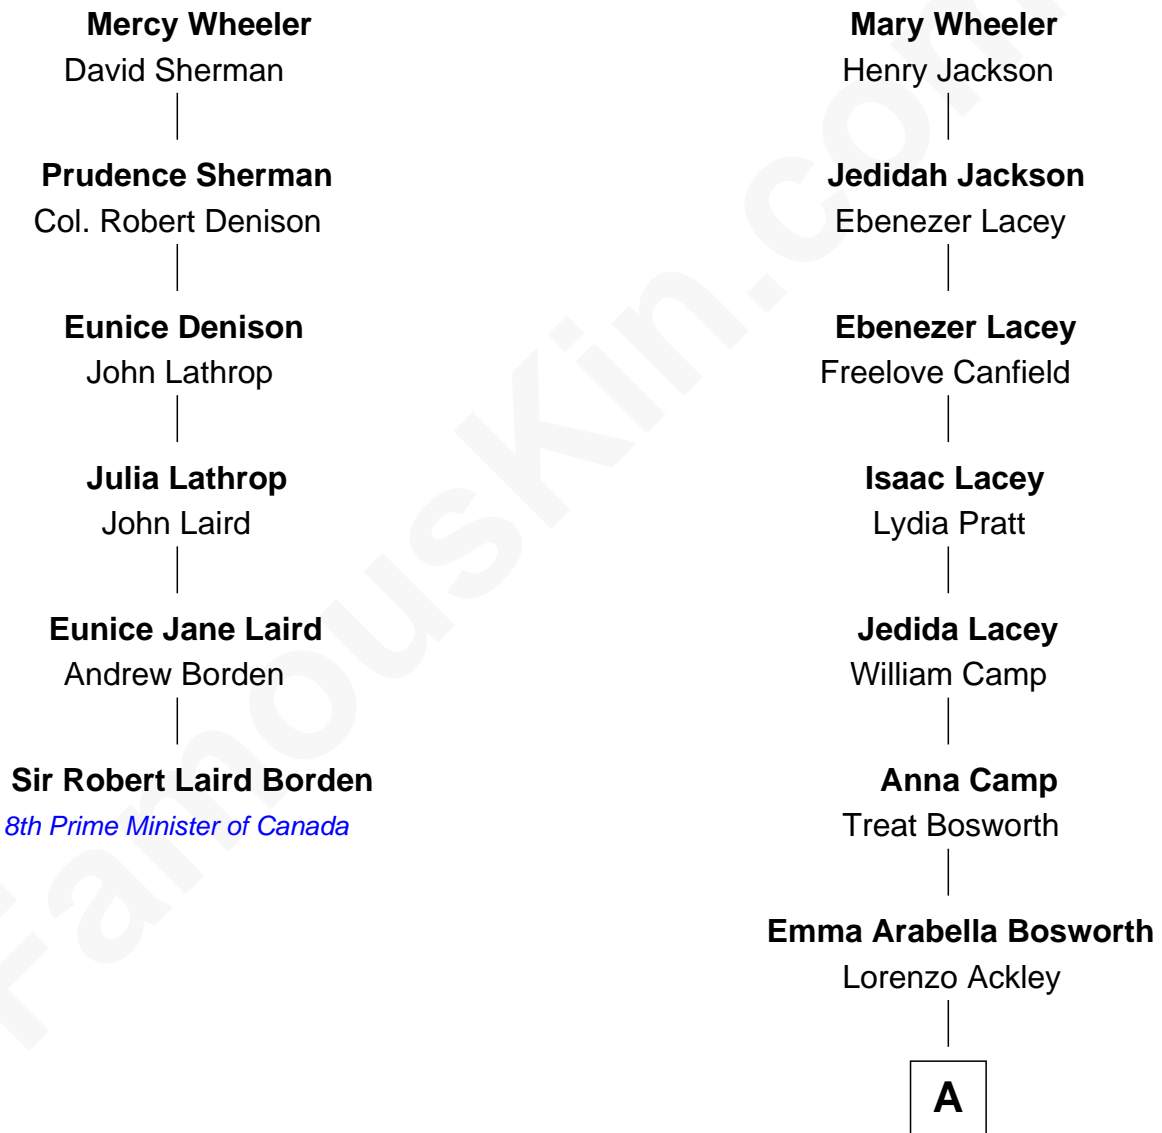 Mercy Wheeler
David Sherman
Prudence Sherman
Col. Robert Denison
Eunice Denison
John Lathrop
Julia Lathrop
John Laird
Eunice Jane Laird
Andrew Borden
Sir Robert Laird Borden
8th Prime Minister of Canada
Mary Wheeler
Henry Jackson
Jedidah Jackson
Ebenezer Lacey
Ebenezer Lacey
Freelove Canfield
Isaac Lacey
Lydia Pratt
Jedida Lacey
William Camp
Anna Camp
Treat Bosworth
Emma Arabella Bosworth
Lorenzo Ackley
A
FamousKin.com